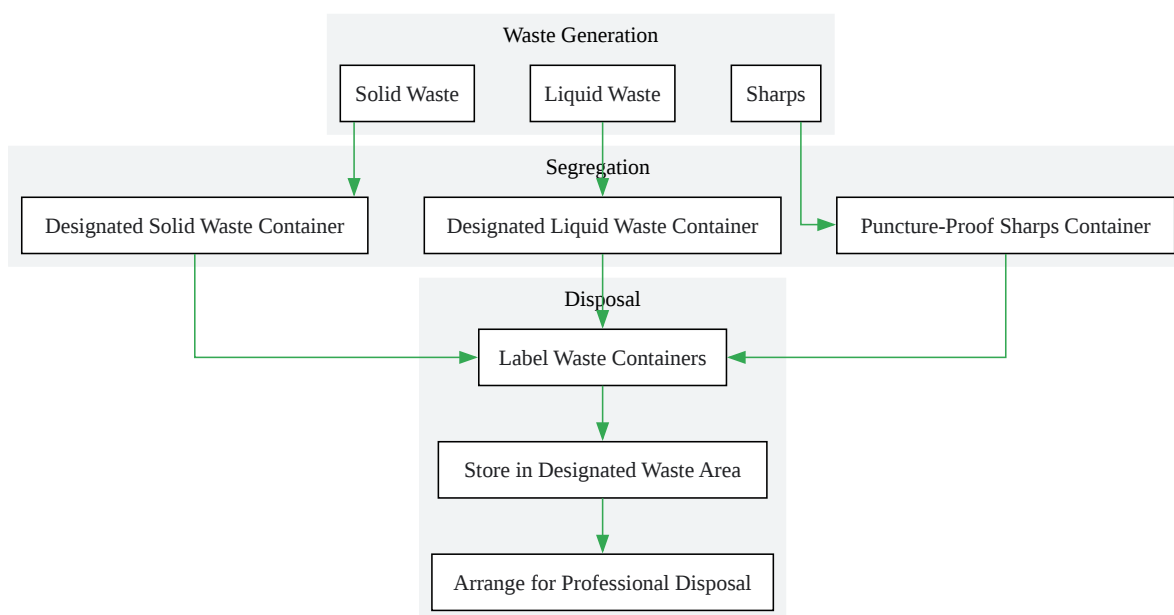 Waste Generation
Solid Waste
Liquid Waste
Sharps
Segregation
Designated Solid Waste Container
Designated Liquid Waste Container
Puncture-Proof Sharps Container
Disposal
Label Waste Containers
Store in Designated Waste Area
Arrange for Professional Disposal